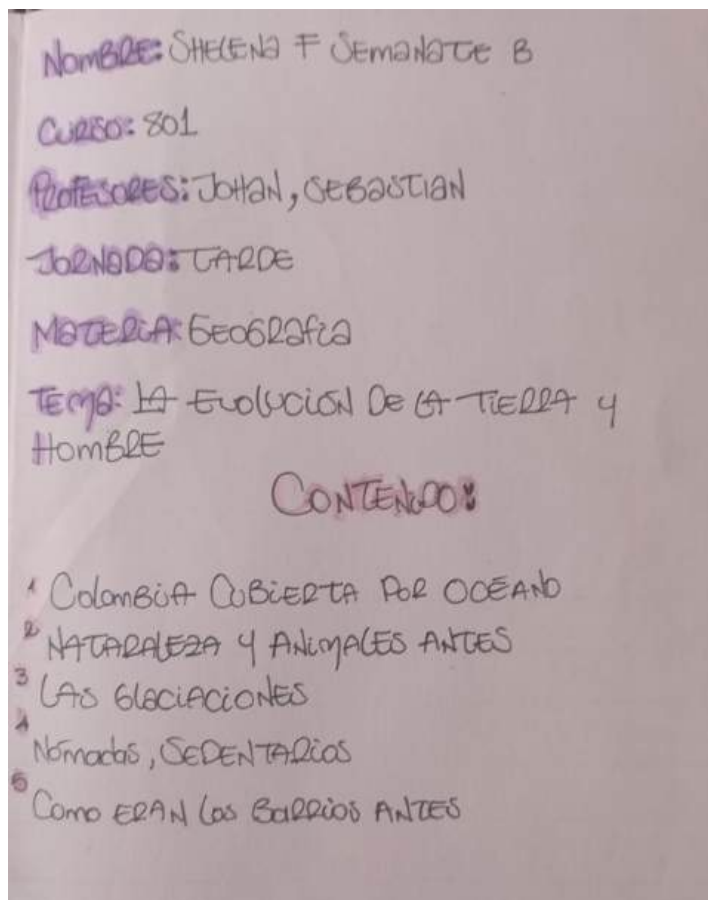 Nombre: Shelena F Semanate B
Curso: 801
Profesores: Johan, Sebastian
Jornada: Tarde
Materia: Geografia
Tema: La Evolucion De la Tierra y
Hombre
Contenido:
1 Colombia Cubierta Por Oceano
2 Nataraleza y Animales Antes
3 Las Glaciaciones
4 Nómadas, Sedentarios
5 Como eran los Barrios Antes